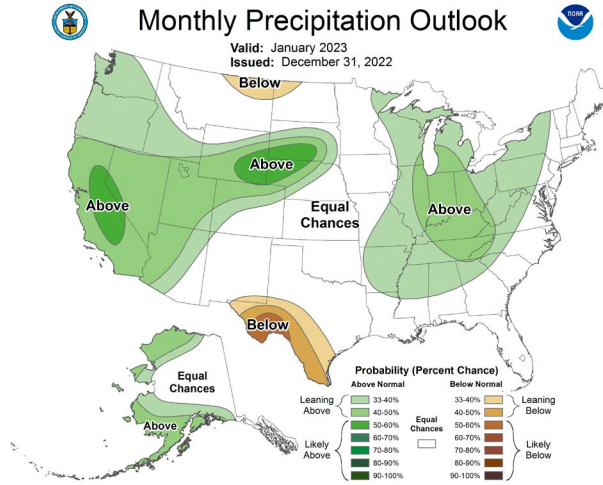 Monthly Precipitation Outlook
Valid: January 2023
Issued: December 31, 2022
NOAA
Below
Above
Above
Equal
Chances
Above
Below
Equal
Chances
Above
Probability (Percent Chance)
Above Normal
Below Normal
Leaning
Above
33-40%
40-50%
Likely
Above
50-60%
60-70%
70-80%
80-90%
90-100%
Equal
Chances
33-40%
40-50%
Leaning
Below
50-60%
60-70%
70-80%
80-90%
90-100%
Likely
Below